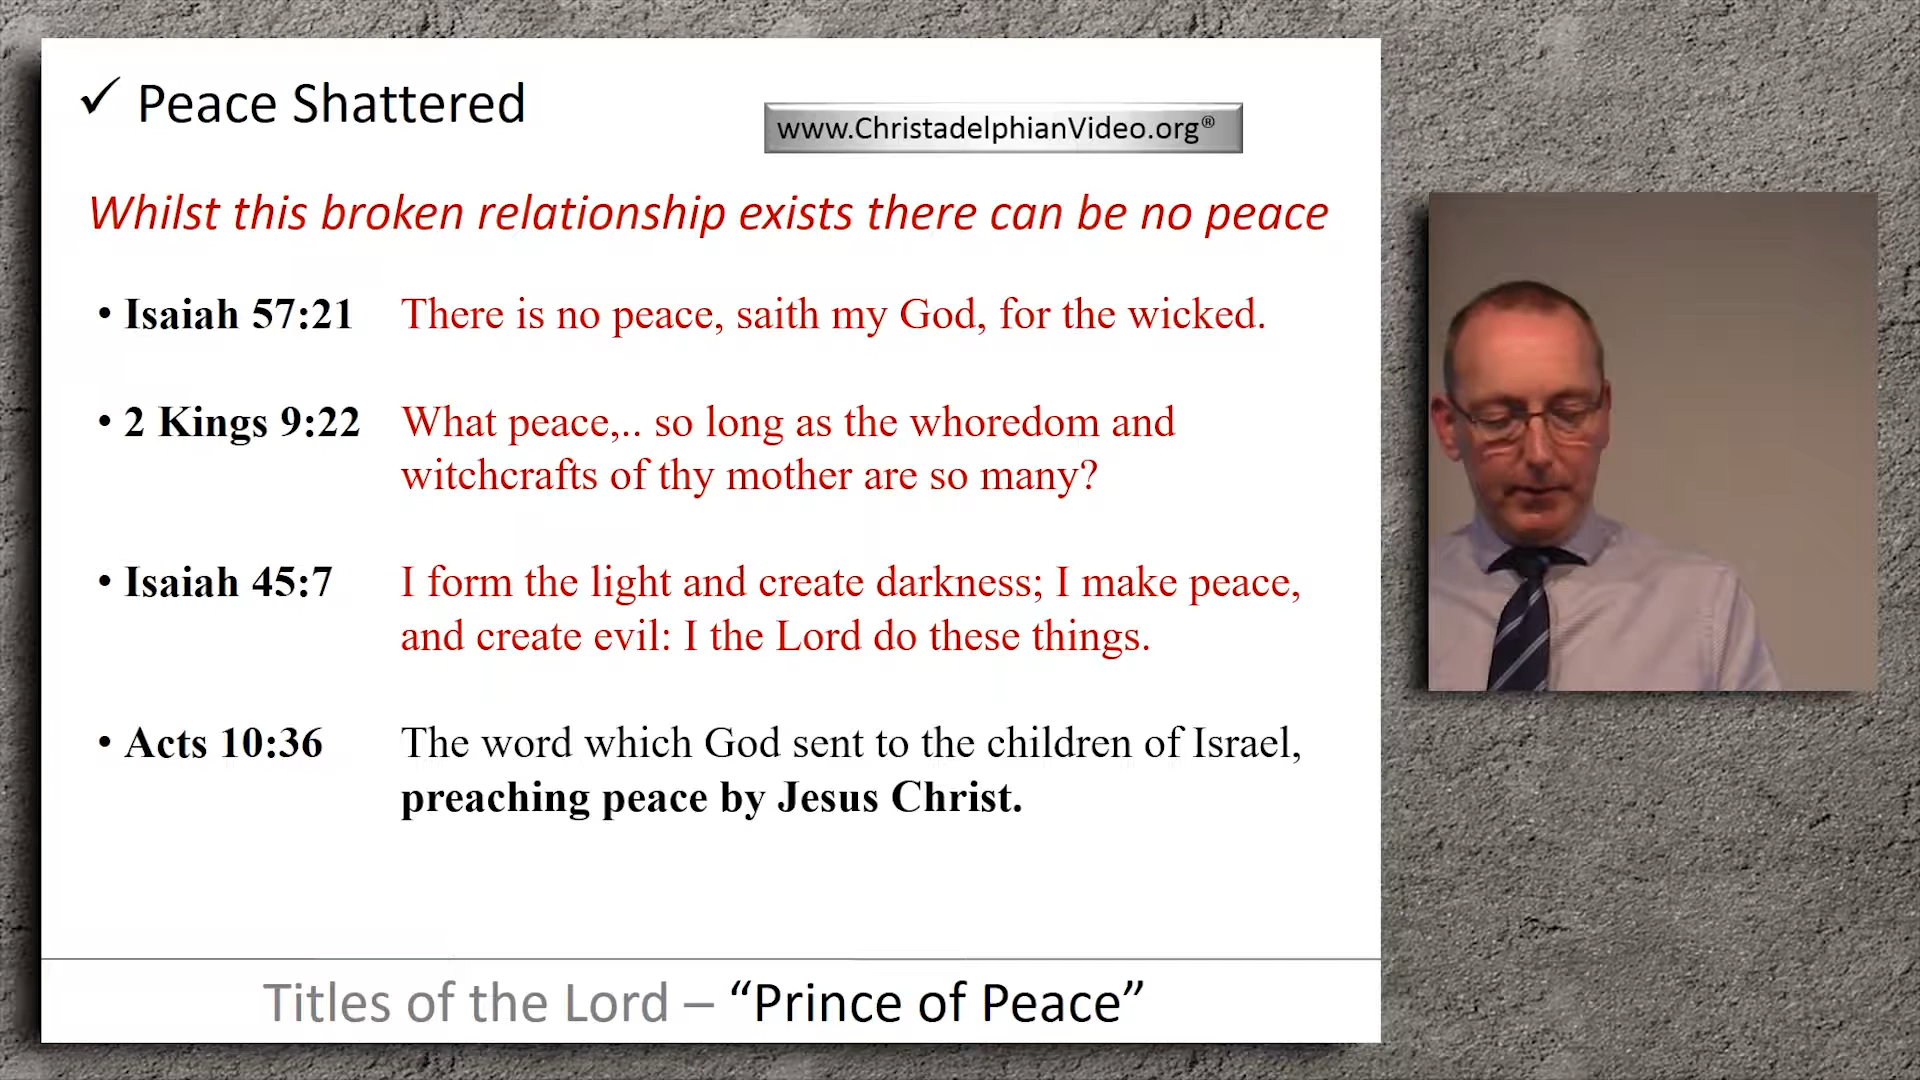 ✓ Peace Shattered
www.ChristadelphianVideo.org®
Whilst this broken relationship exists there can be no peace
• Isaiah 57:21 There is no peace, saith my God, for the wicked.
• 2 Kings 9:22 What peace,.. so long as the whoredom and
witchcrafts of thy mother are so many?
• Isaiah 45:7 I form the light and create darkness; I make peace,
and create evil: I the Lord do these things.
• Acts 10:36 The word which God sent to the children of Israel,
preaching peace by Jesus Christ.
Titles of the Lord – “Prince of Peace”